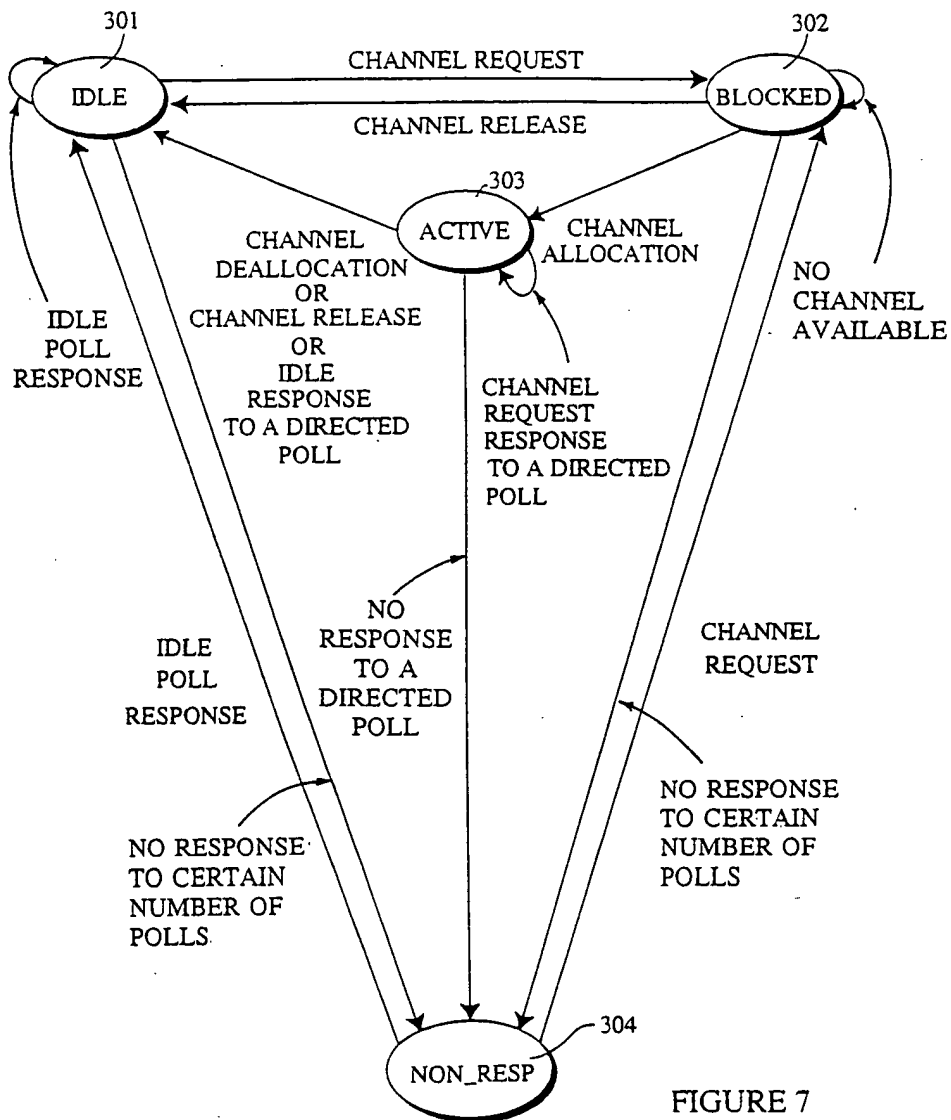 301
302
CHANNEL REQUEST
IDLE
BLOCKED
CHANNEL RELEASE
303
ACTIVE
CHANNEL
ALLOCATION
CHANNEL
DEALLOCATION
OR
CHANNEL RELEASE
OR
IDLE
RESPONSE
TO A DIRECTED
POLL
NO
CHANNEL
AVAILABLE
IDLE
POLL
RESPONSE
CHANNEL
REQUEST
RESPONSE
TO A DIRECTED
POLL
NO
RESPONSE
TO A
DIRECTED
POLL
IDLE
POLL
RESPONSE
CHANNEL
REQUEST
NO RESPONSE
TO CERTAIN
NUMBER OF
POLLS
NO RESPONSE
TO CERTAIN
NUMBER OF
POLLS
304
NON_RESP
FIGURE 7